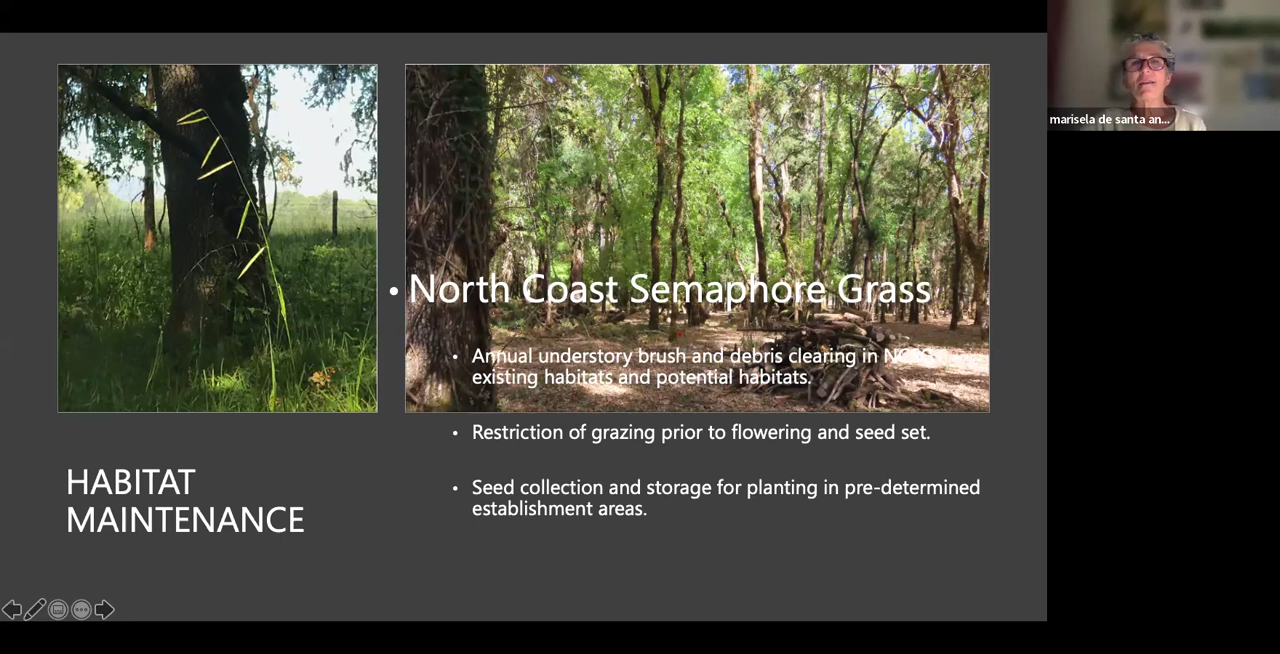 marisela de santa an...
• North Coast Semaphore Grass
• Annual understory brush and debris clearing in
existing habitats and potential habitats.
• Restriction of grazing prior to flowering and seed set.
• Seed collection and storage for planting in pre-determined
establishment areas.
HABITAT
MAINTENANCE